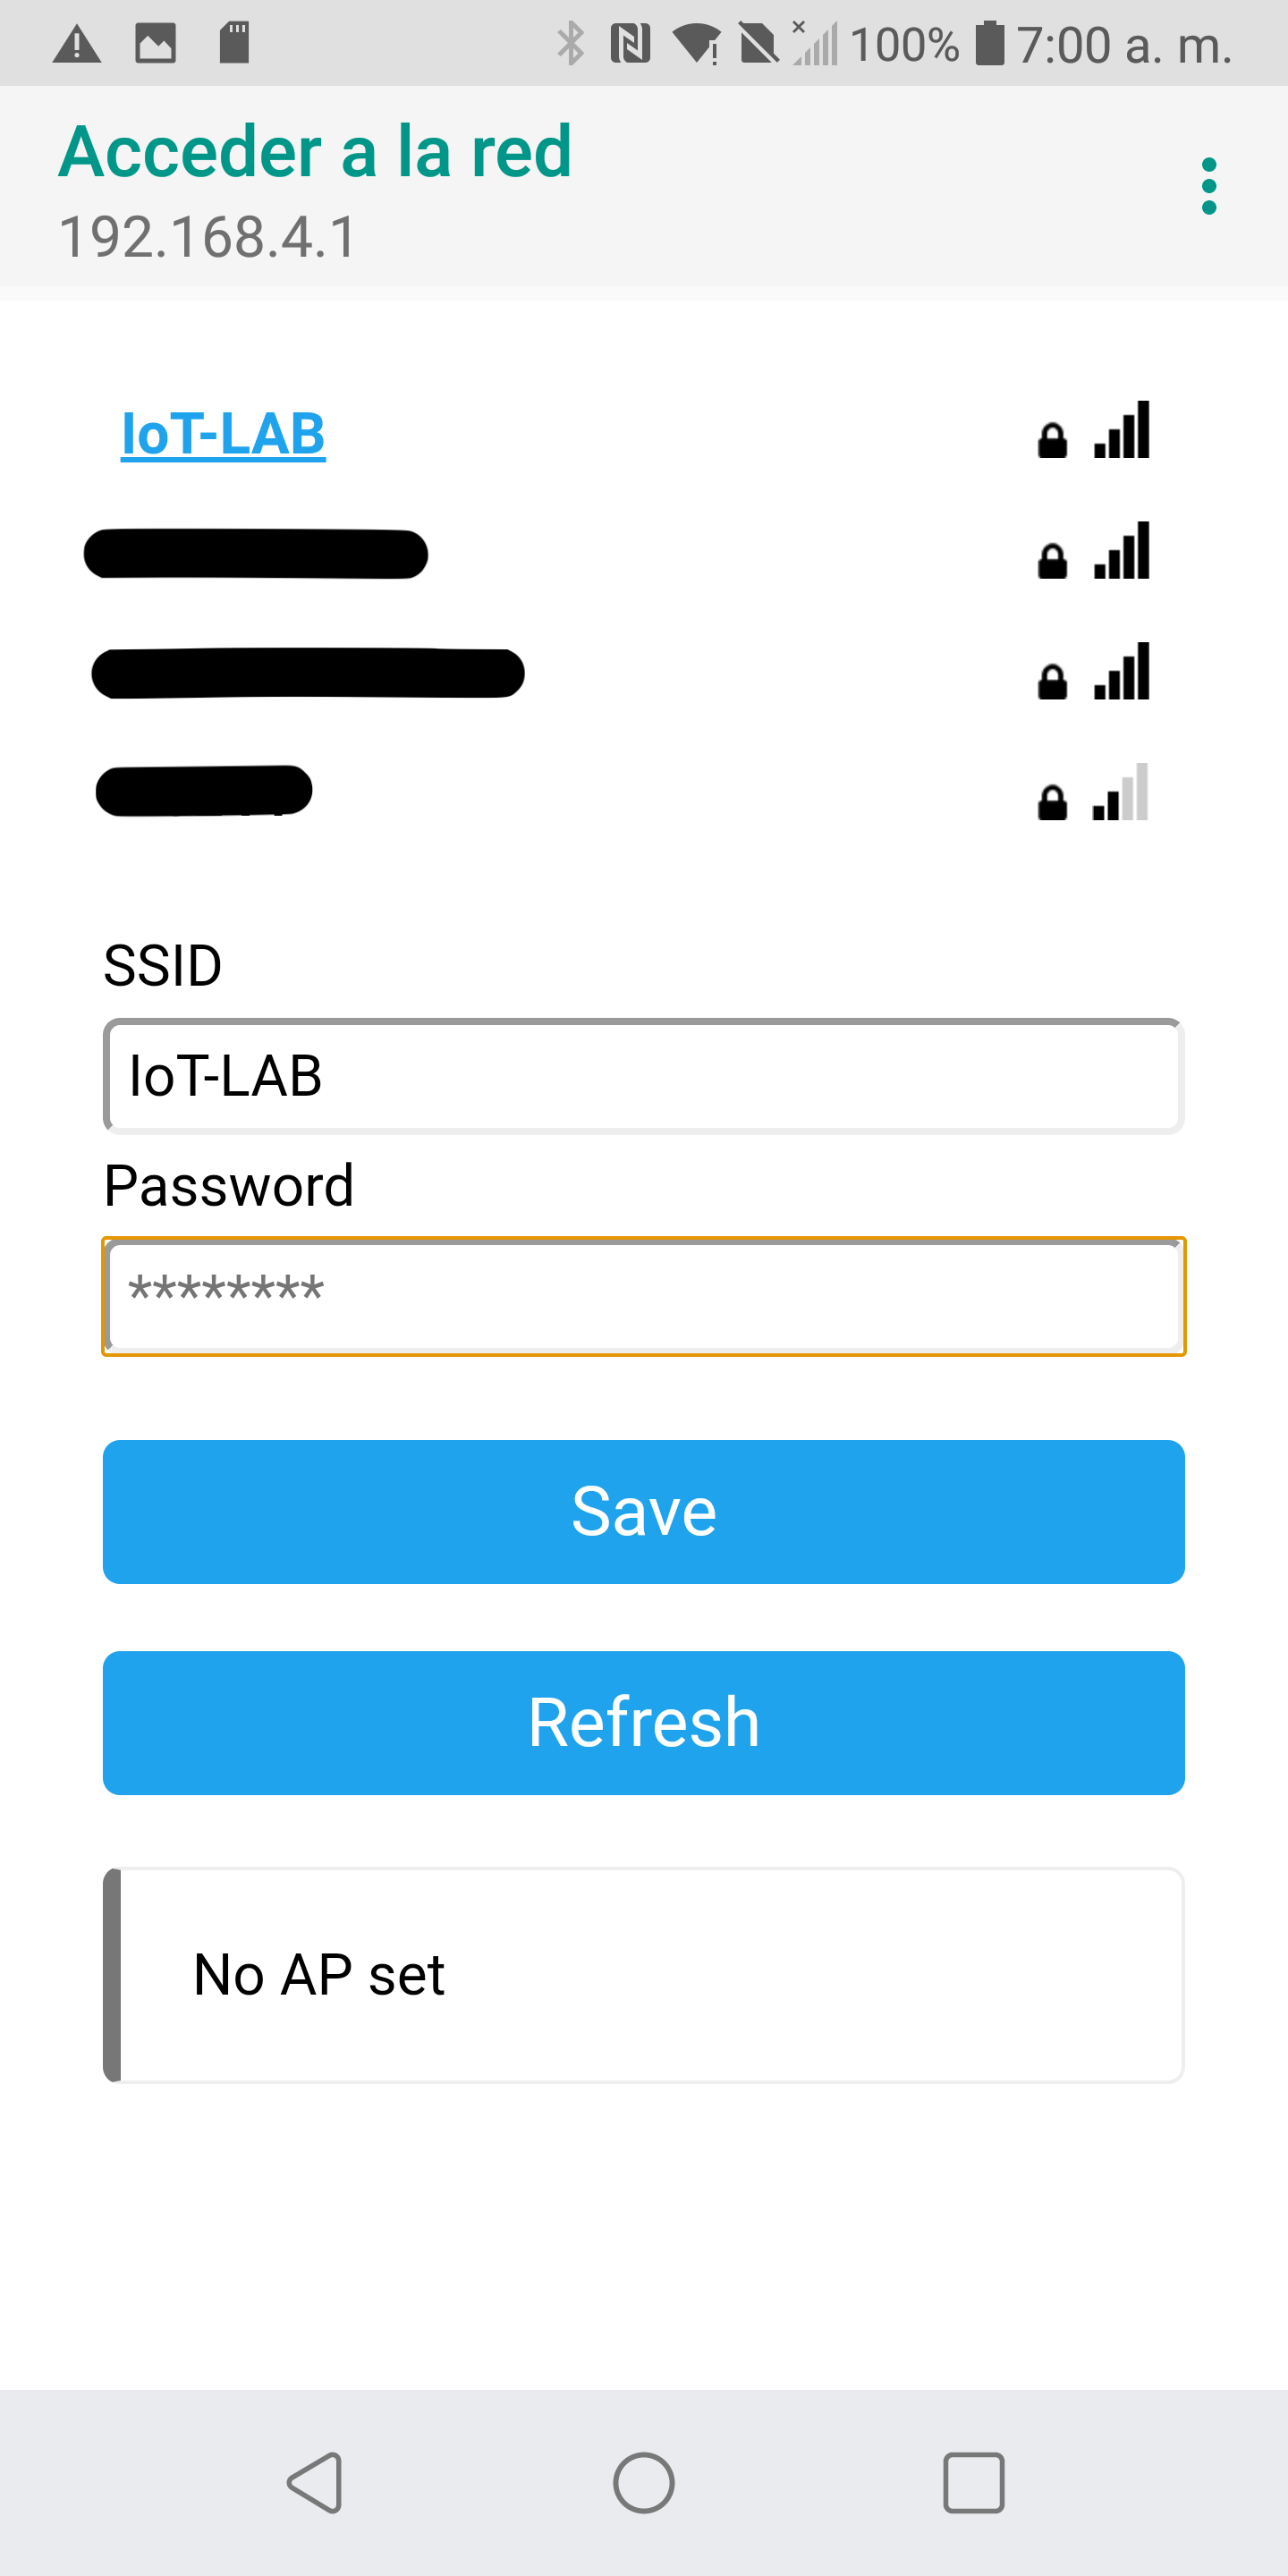 100% 7:00 a. m.
Acceder a la red
192.168.4.1
IoT-LAB
SSID
IoT-LAB
Password
********
Save
Refresh
No AP set